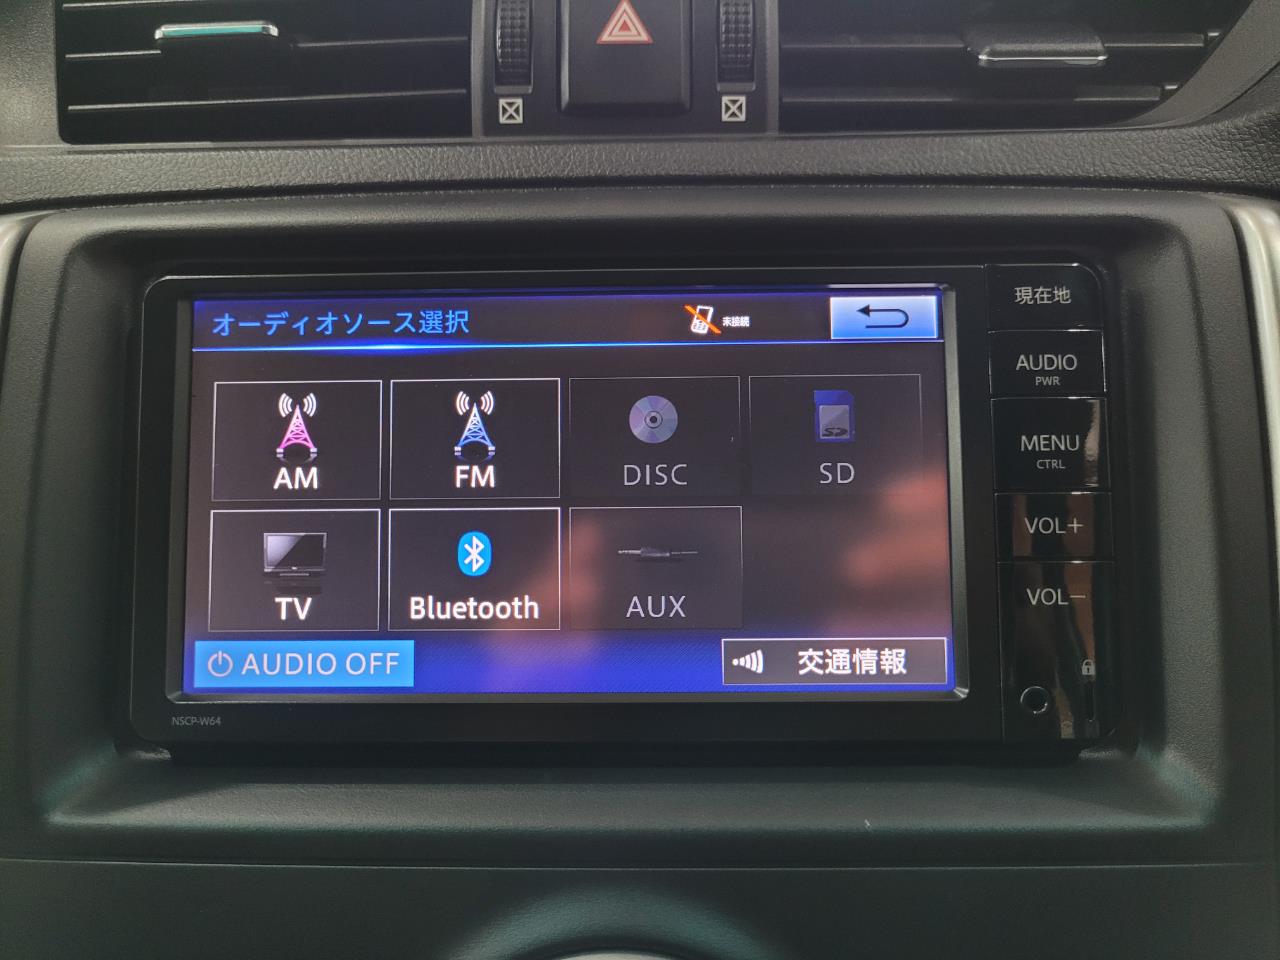 オーディオソース選択
未接続
現在地
AUDIO
PWR
MENU
CTRL
VOL+
VOL−
AM
FM
DISC
SD
TV
Bluetooth
AUX
AUDIO OFF
交通情報
NSCP-W64